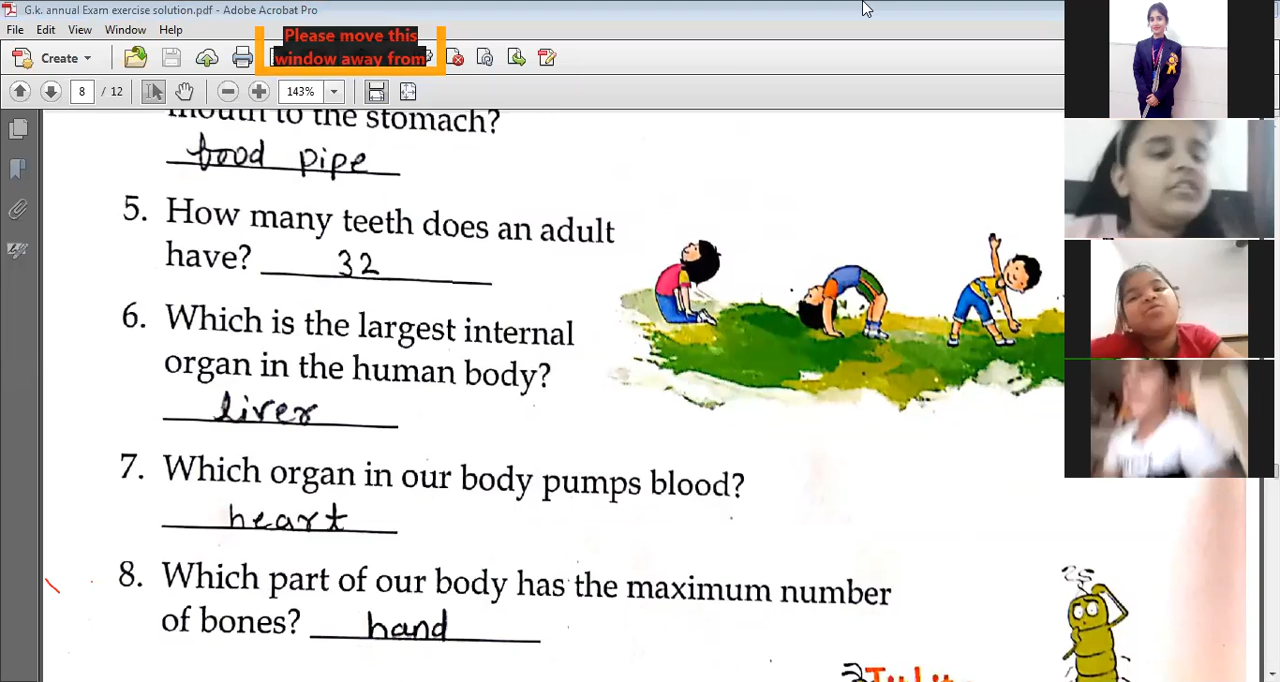 G.k. annual Exam exercise solution.pdf - Adobe Acrobat Pro
File Edit View Window Help
Please move this
window away from
Create
8 / 12 143%
mouth to the stomach?
food pipe
5. How many teeth does an adult
have? 32
6. Which is the largest internal
organ in the human body?
liver
7. Which organ in our body pumps blood?
heart
8. Which part of our body has the maximum number
of bones? hand